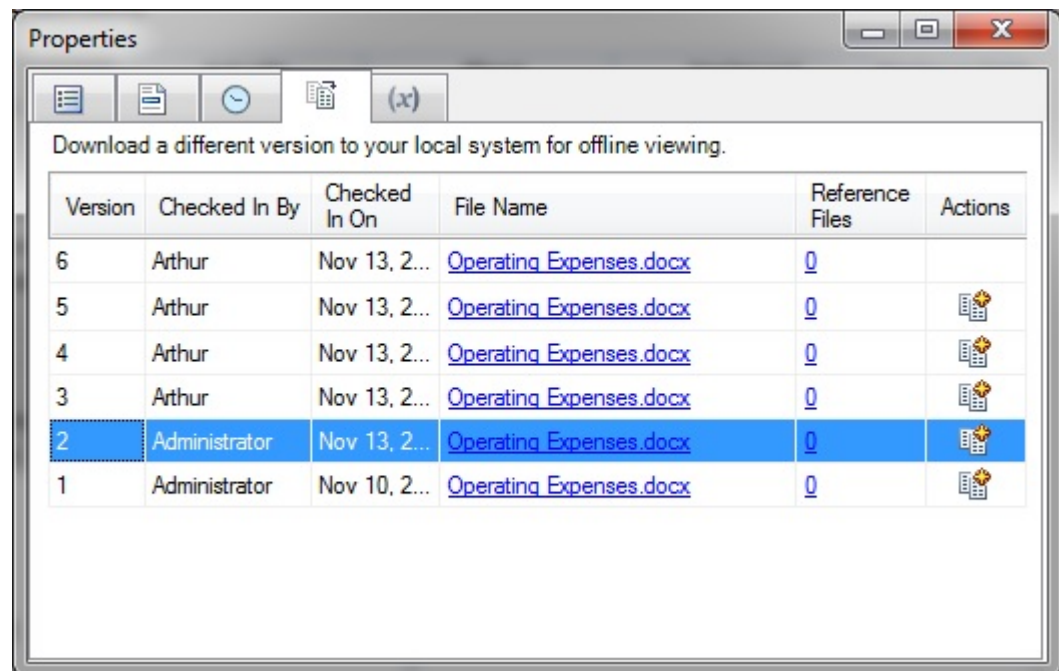 Properties
(x)
Download a different version to your local system for offline viewing.
Version Checked In By Checked In On File Name Reference Files Actions
6 Arthur Nov 13, 2... Operating Expenses.docx 0
5 Arthur Nov 13, 2... Operating Expenses.docx 0
4 Arthur Nov 13, 2... Operating Expenses.docx 0
3 Arthur Nov 13, 2... Operating Expenses.docx 0
2 Administrator Nov 13, 2... Operating Expenses.docx 0
1 Administrator Nov 10, 2... Operating Expenses.docx 0